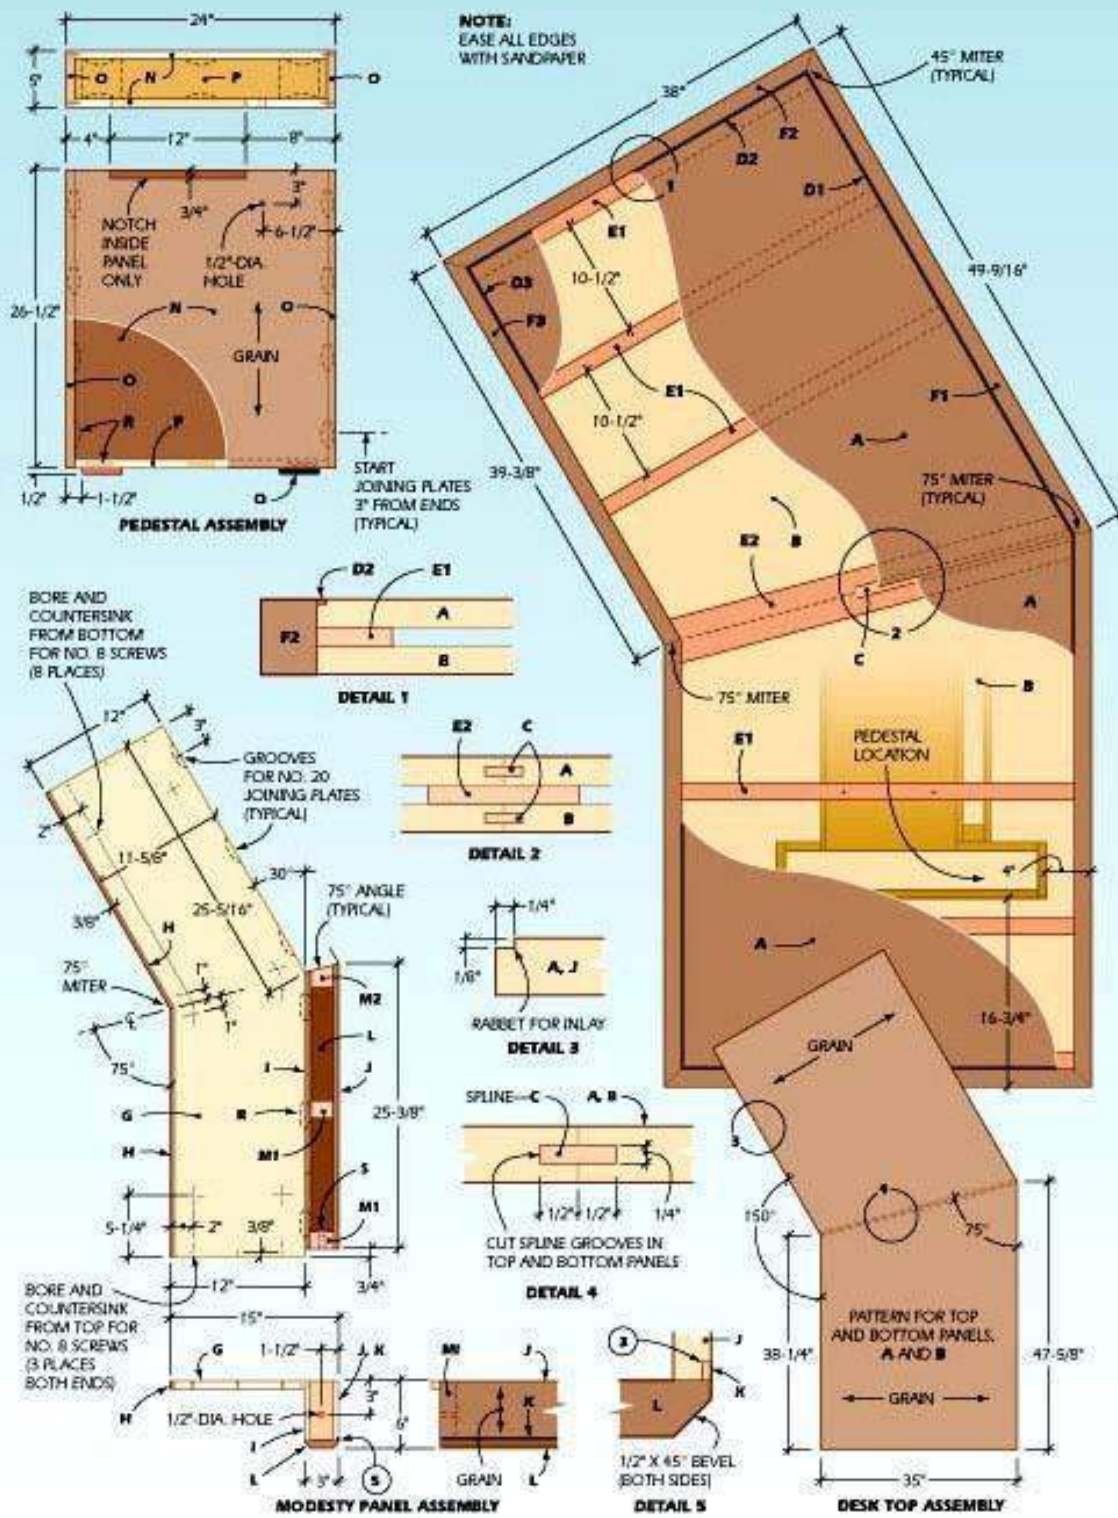 24"
NOTE:
EASE ALL EDGES
WITH SANDPAPER
5"
O
N
P
O
4"
12"
8"
NOTCH
INSIDE
PANEL
ONLY
3/4"
3"
6-1/2"
1/2"-DIA.
HOLE
26-1/2"
N
O
GRAIN
O
R
P
1/2"
1-1/2"
Q
START
JOINING PLATES
3" FROM ENDS
(TYPICAL)
PEDESTAL ASSEMBLY
38"
45° MITER
(TYPICAL)
F2
D2
1
D1
E1
10-1/2"
D3
F3
49-9/16"
E1
10-1/2"
F1
A
39-3/8"
75° MITER
(TYPICAL)
E2
B
A
2
C
75° MITER
B
PEDESTAL
LOCATION
E1
4"
A
16-3/4"
D2
E1
F2
A
B
DETAIL 1
E2
C
A
B
DETAIL 2
1/4"
1/8"
A, J
RABBET FOR INLAY
DETAIL 3
SPLINE
C
A, B
1/2"
1/2"
1/4"
CUT SPLINE GROOVES IN
TOP AND BOTTOM PANELS
DETAIL 4
BORE AND
COUNTERSINK
FROM BOTTOM
FOR NO. 8 SCREWS
(8 PLACES)
12"
3"
GROOVES
FOR NO. 20
JOINING PLATES
(TYPICAL)
2"
11-5/8"
30°
25-5/16"
75° ANGLE
(TYPICAL)
3/8"
H
75°
MITER
1"
1"
M2
L
75°
I
J
G
R
25-3/8"
H
M1
S
M1
5-1/4"
2"
3/8"
12"
3/4"
BORE AND
COUNTERSINK
FROM TOP FOR
NO. 8 SCREWS
(3 PLACES
BOTH ENDS)
15"
G
1-1/2"
J, K
3"
H
1/2"-DIA. HOLE
6"
I
L
3"
5
M1
J
K
GRAIN
L
MODESTY PANEL ASSEMBLY
3
J
K
L
1/2" X 45° BEVEL
(BOTH SIDES)
DETAIL 5
GRAIN
3
4
150°
75°
PATTERN FOR TOP
AND BOTTOM PANELS,
A AND B
38-1/4"
47-5/8"
GRAIN
35"
DESK TOP ASSEMBLY